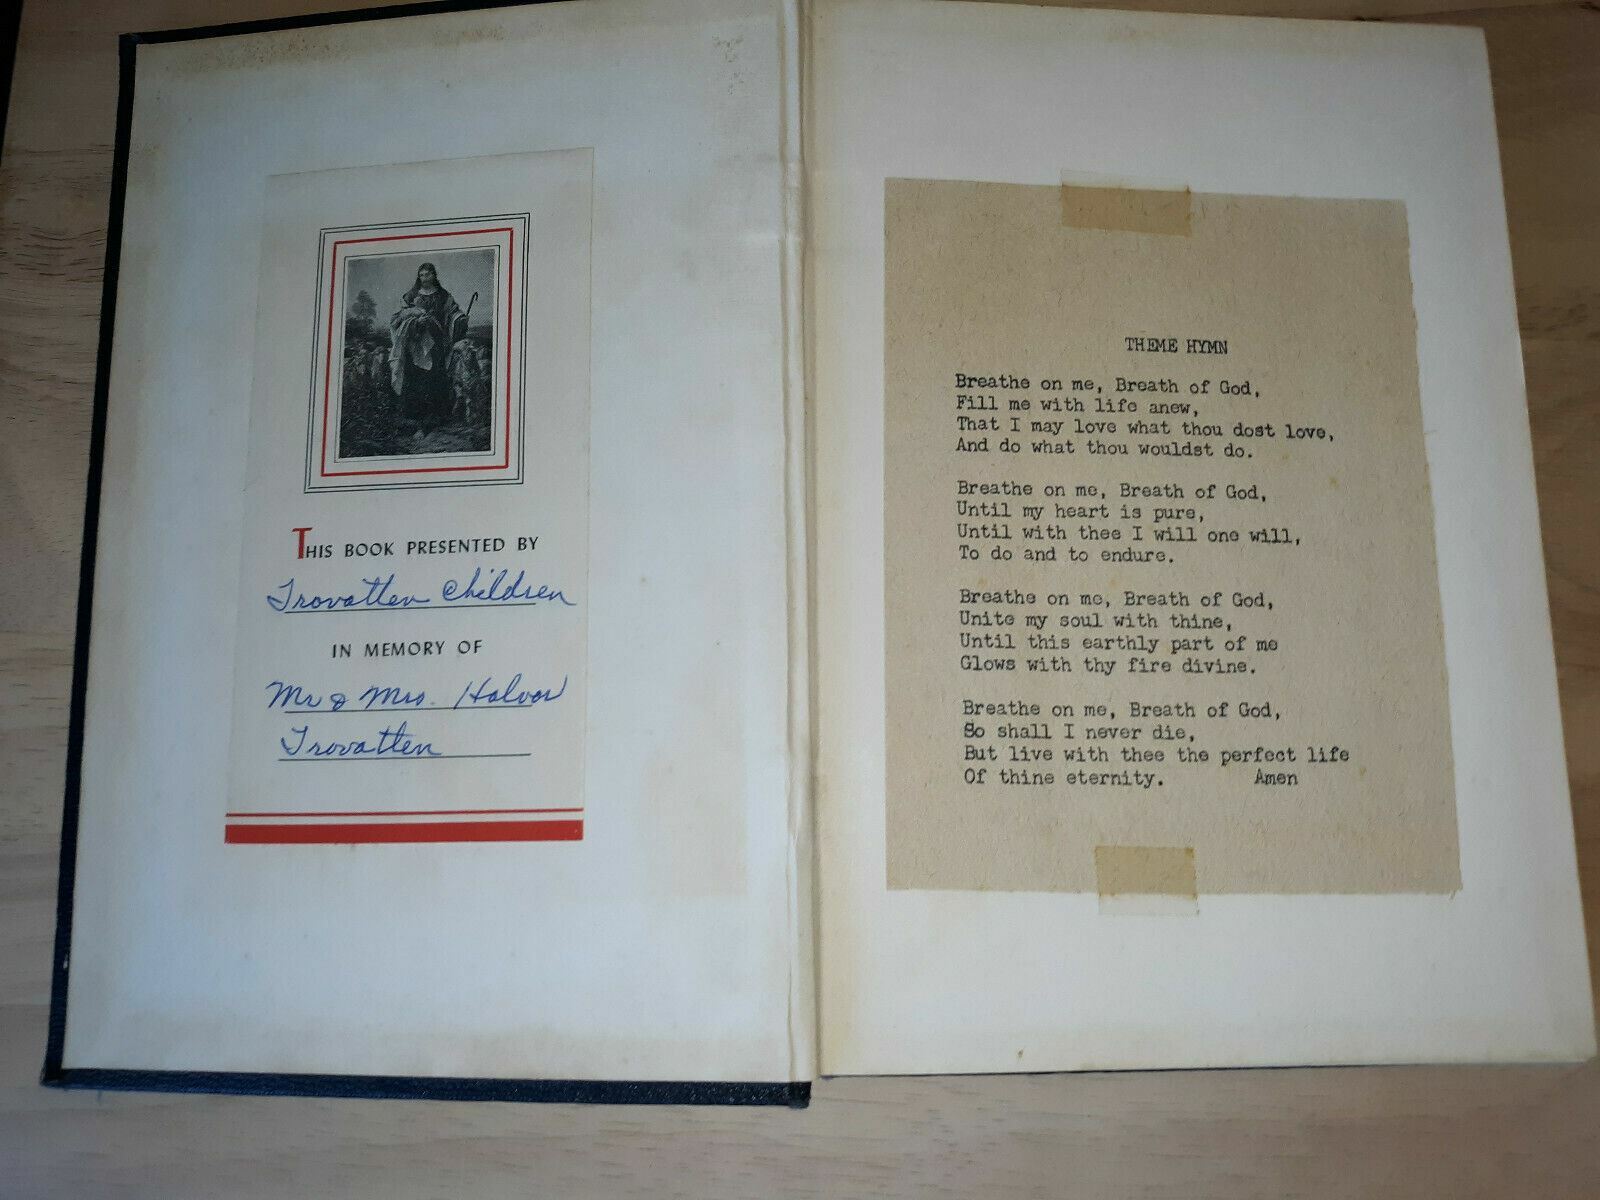 THIS BOOK PRESENTED BY
Trovatten Children
IN MEMORY OF
Mr & Mrs. Halvor
Trovatten
THEME HYMN
Breathe on me, Breath of God,
Fill me with life anew,
That I may love what thou dost love,
And do what thou wouldst do.
Breathe on me, Breath of God,
Until my heart is pure,
Until with thee I will one will,
To do and to endure.
Breathe on me, Breath of God,
Unite my soul with thine,
Until this earthly part of me
Glows with thy fire divine.
Breathe on me, Breath of God,
So shall I never die,
But live with thee the perfect life
Of thine eternity. Amen